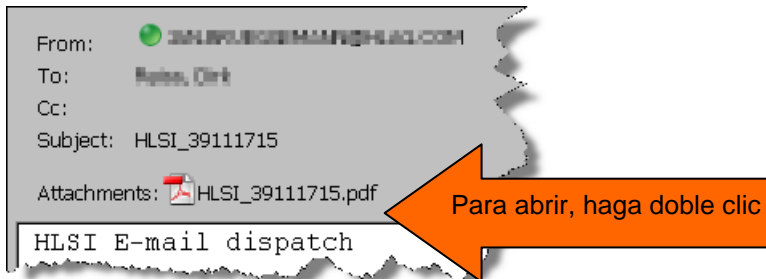 From:
To:
Cc:
Subject: HLSI_39111715
Attachments: HLSI_39111715.pdf
Para abrir, haga doble clic
HLSI E-mail dispatch